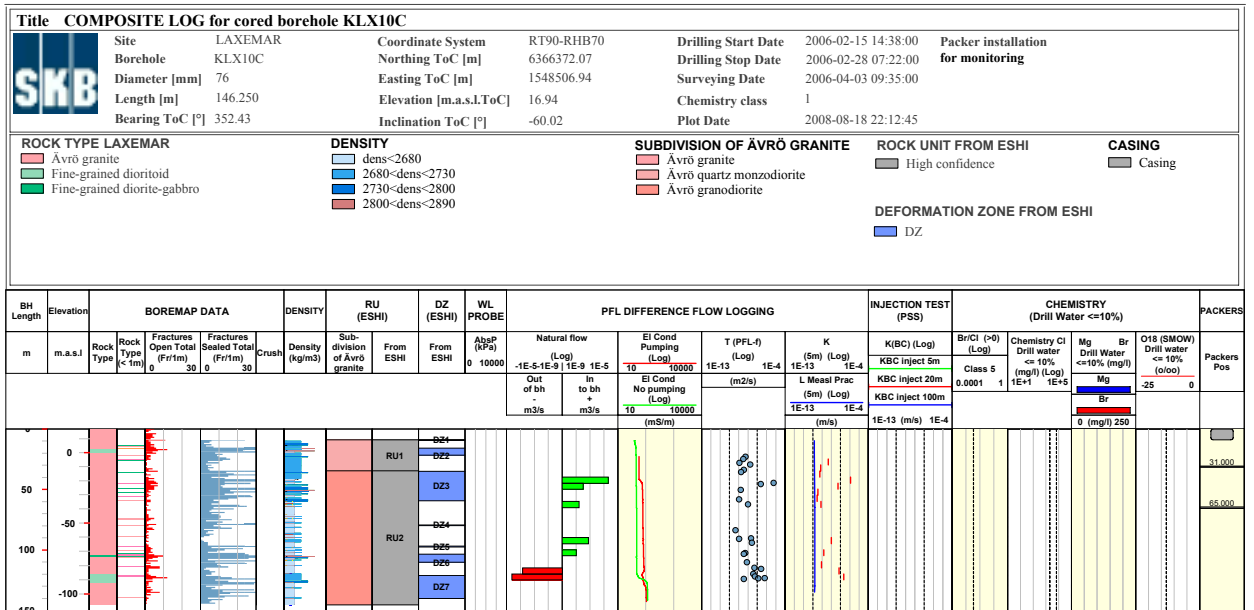 Title COMPOSITE LOG for cored borehole KLX10C
SKB
Site LAXEMAR Coordinate System RT90-RHB70 Drilling Start Date 2006-02-15 14:38:00 Packer installation
Borehole KLX10C Northing ToC [m] 6366372.07 Drilling Stop Date 2006-02-28 07:22:00 for monitoring
Diameter [mm] 76 Easting ToC [m] 1548506.94 Surveying Date 2006-04-03 09:35:00
Length [m] 146.250 Elevation [m.a.s.l.ToC] 16.94 Chemistry class 1
Bearing ToC [°] 352.43 Inclination ToC [°] -60.02 Plot Date 2008-08-18 22:12:45
ROCK TYPE LAXEMAR DENSITY SUBDIVISION OF ÄVRÖ GRANITE ROCK UNIT FROM ESHI CASING
Ävrö granite dens<2680 Ävrö granite High confidence Casing
Fine-grained dioritoid 2680<dens<2730 Ävrö quartz monzodiorite
Fine-grained diorite-gabbro 2730<dens<2800 Ävrö granodiorite
2800<dens<2890
DEFORMATION ZONE FROM ESHI
DZ
BH Length Elevation BOREMAP DATA DENSITY RU (ESHI) DZ (ESHI) WL PROBE PFL DIFFERENCE FLOW LOGGING INJECTION TEST (PSS) CHEMISTRY (Drill Water <=10%) PACKERS
m m.a.s.l
Rock Type
Rock Type (< 1m)
Fractures Open Total (Fr/1m) 0 30
Fractures Sealed Total (Fr/1m) 0 30
Crush
Density (kg/m3)
Sub-division of Ävrö granite
From ESHI
From ESHI
AbsP (kPa) 0 10000
Natural flow (Log) -1E-5-1E-9 | 1E-9 1E-5
Out of bh - m3/s
In to bh + m3/s
El Cond Pumping (Log) 10 10000
El Cond No pumping (Log) 10 10000 (mS/m)
T (PFL-f) (Log) 1E-13 1E-4 (m2/s)
K (5m) (Log) 1E-13 1E-4
L Measl Prac (5m) (Log) 1E-13 1E-4 (m/s)
K(BC) (Log)
KBC inject 5m
KBC inject 20m
KBC inject 100m
1E-13 (m/s) 1E-4
Br/Cl (>0) (Log) Class 5 0.0001 1
Chemistry Cl Drill water <= 10% (mg/l) (Log) 1E+1 1E+5
Mg Br Drill Water <=10% (mg/l)
Mg
Br
0 (mg/l) 250
O18 (SMOW) Drill water <= 10% (o/oo) -25 0
Packers Pos
DZ1
0 RU1 DZ2
31.000
50 DZ3
65.000
-50 DZ4
RU2
100 DZ5
DZ6
-100 DZ7
150